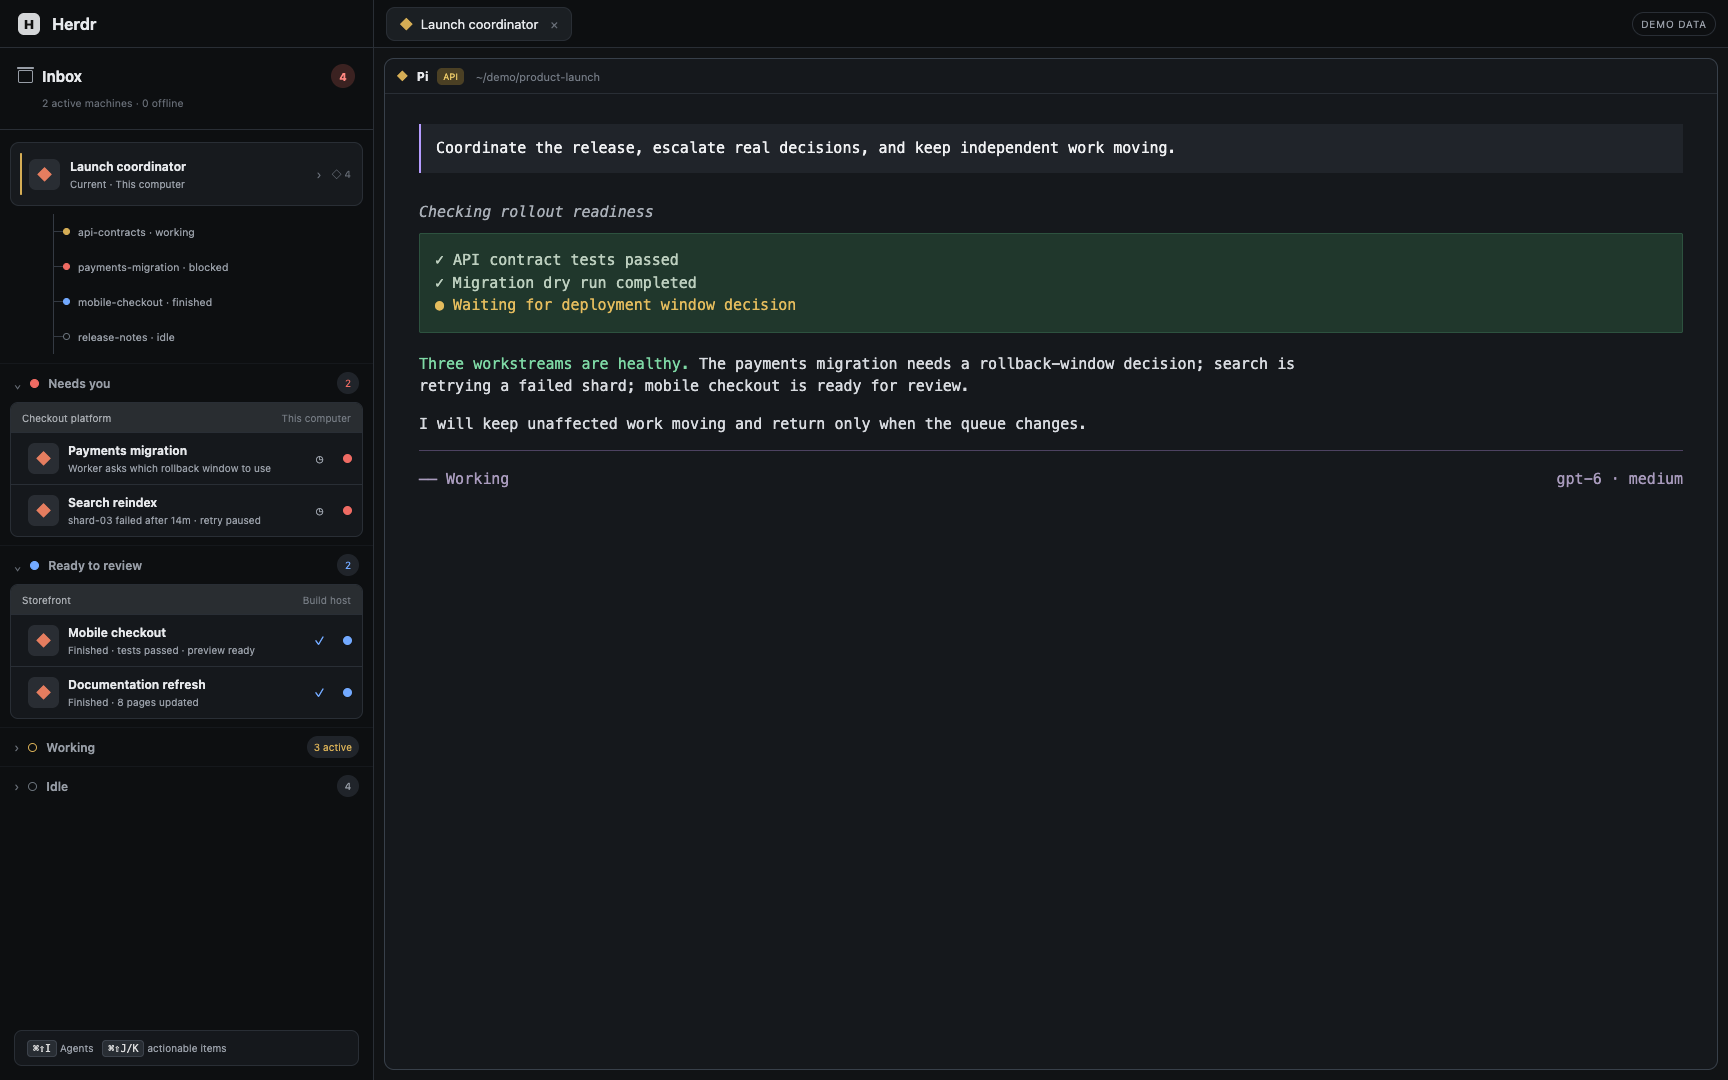 H Herdr
Inbox 4
2 active machines · 0 offline
Launch coordinator
Current · This computer
› ◇ 4
api-contracts · working
payments-migration · blocked
mobile-checkout · finished
release-notes · idle
Needs you 2
Checkout platform This computer
Payments migration
Worker asks which rollback window to use
Search reindex
shard-03 failed after 14m · retry paused
Ready to review 2
Storefront Build host
Mobile checkout
Finished · tests passed · preview ready
Documentation refresh
Finished · 8 pages updated
Working 3 active
Idle 4
⌘⇧I Agents ⌘⇧J/K actionable items
Launch coordinator × DEMO DATA
Pi API ~/demo/product-launch
Coordinate the release, escalate real decisions, and keep independent work moving.
Checking rollout readiness
✓ API contract tests passed
✓ Migration dry run completed
● Waiting for deployment window decision
Three workstreams are healthy. The payments migration needs a rollback-window decision; search is
retrying a failed shard; mobile checkout is ready for review.
I will keep unaffected work moving and return only when the queue changes.
── Working gpt-6 · medium